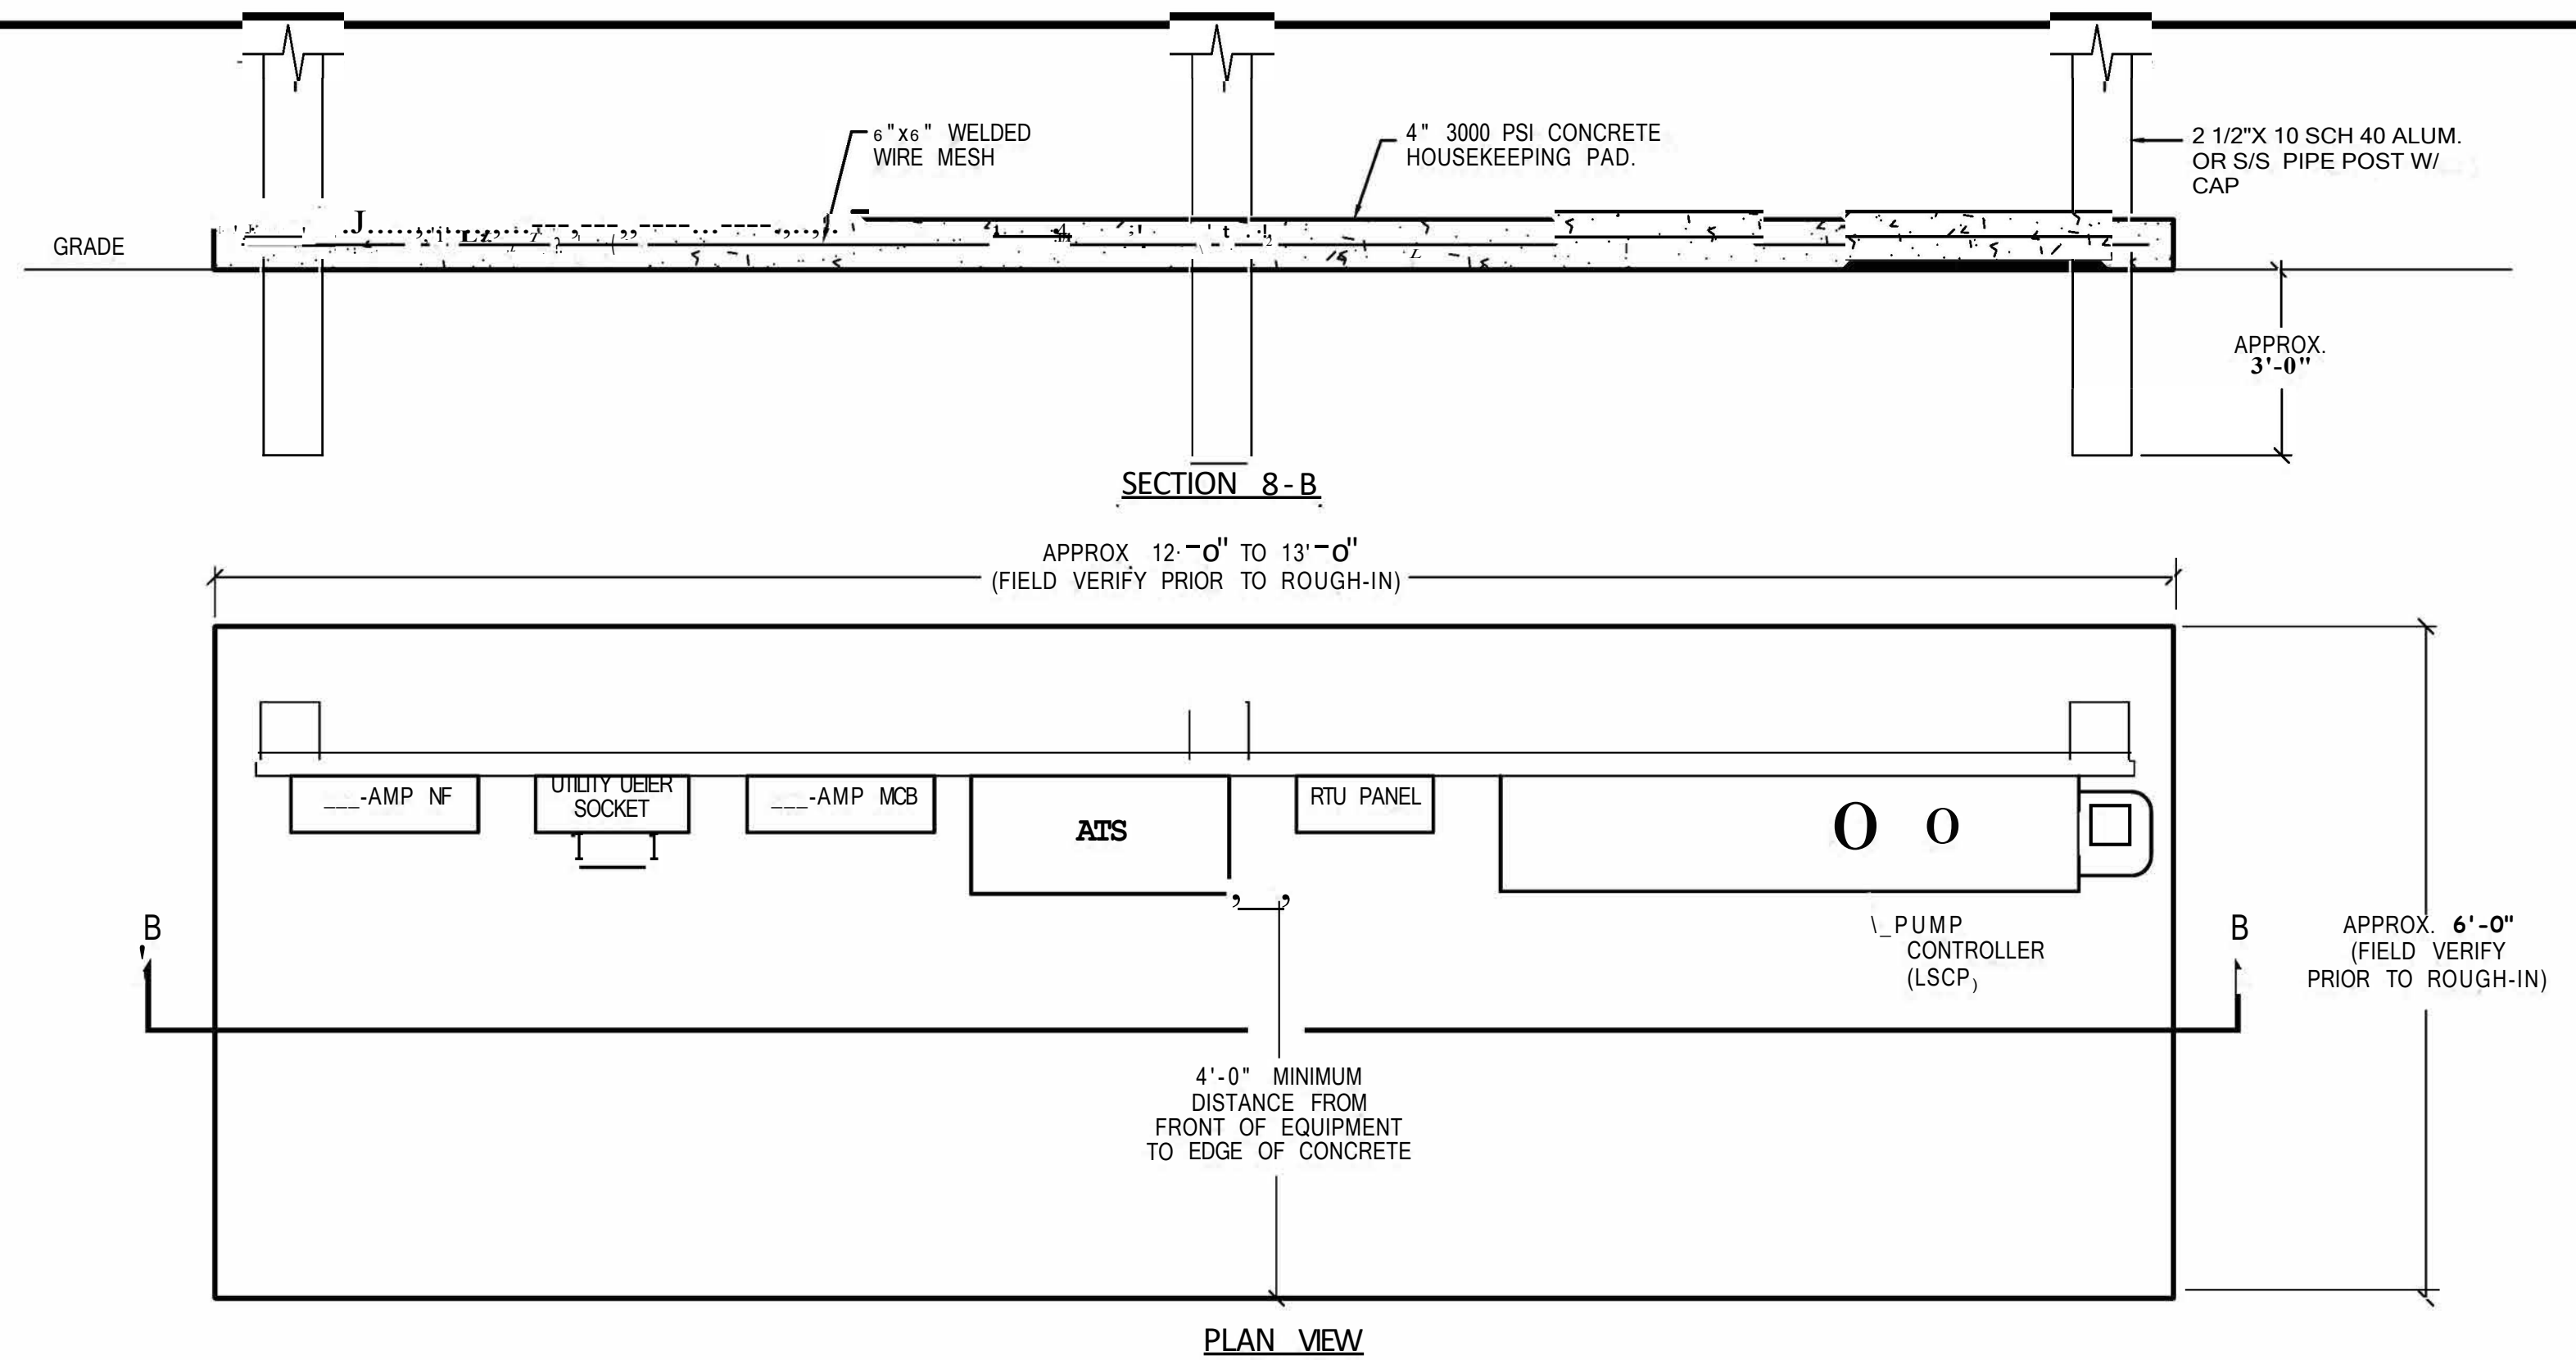 6"x6" WELDED
WIRE MESH
4" 3000 PSI CONCRETE
HOUSEKEEPING PAD.
2 1/2"X 10 SCH 40 ALUM.
OR S/S PIPE POST W/
CAP
GRADE
APPROX.
3'-0"
SECTION 8-B
APPROX. 12'-0" TO 13'-0"
(FIELD VERIFY PRIOR TO ROUGH-IN)
___-AMP NF
UTILITY UEIER
SOCKET
___-AMP MCB
ATS
RTU PANEL
O O
PUMP
CONTROLLER
(LSCP)
B
B
APPROX. 6'-0"
(FIELD VERIFY
PRIOR TO ROUGH-IN)
4'-0" MINIMUM
DISTANCE FROM
FRONT OF EQUIPMENT
TO EDGE OF CONCRETE
PLAN VIEW